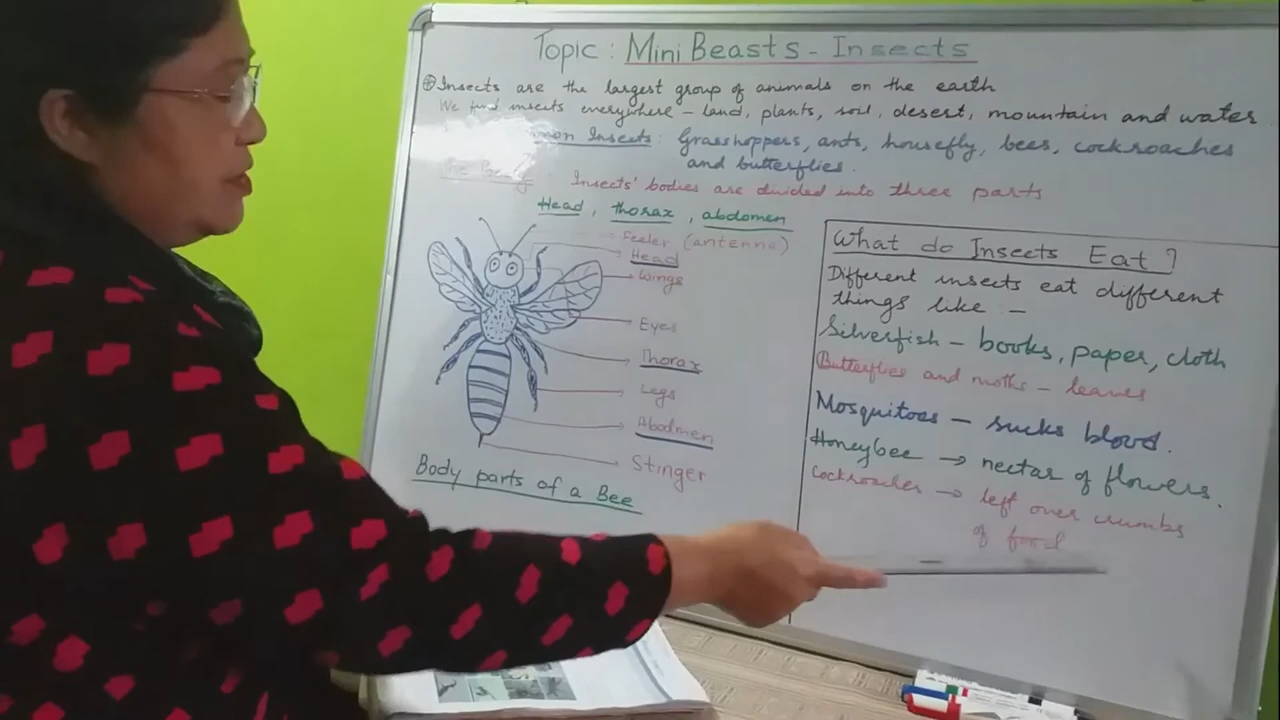 Topic : Mini Beasts - Insects
Insects are the largest group of animals on the earth
We find insects everywhere - land, plants, soil, desert, mountain and water
Insects : Grasshoppers, ants, housefly, bees, cockroaches
and butterflies.
The Body : Insects' bodies are divided into three parts
Head, thorax, abdomen
Feeler (antenna)
Head
Wings
Eyes
Thorax
Legs
Abodmen
Stinger
Body parts of a Bee
What do Insects Eat ?
Different insects eat different
things like : -
Silverfish - books, paper, cloth
Butterflies and moths - leaves
Mosquitoes - sucks blood.
Honeybee → nectar of flowers.
Cockroaches → left over crumbs
of food